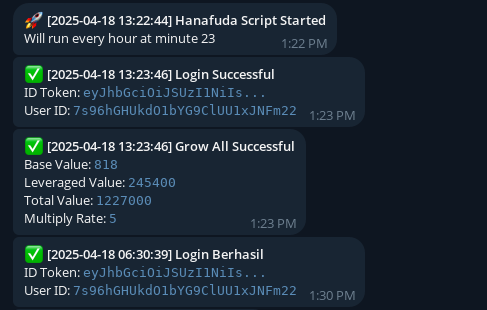 🚀 [2025-04-18 13:22:44] Hanafuda Script Started
Will run every hour at minute 23
1:22 PM
✅ [2025-04-18 13:23:46] Login Successful
ID Token: eyJhbGciOiJSUzI1NiIs...
User ID: 7s96hGHUkdO1bYG9ClUU1xJNFm22
1:23 PM
✅ [2025-04-18 13:23:46] Grow All Successful
Base Value: 818
Leveraged Value: 245400
Total Value: 1227000
Multiply Rate: 5
1:23 PM
✅ [2025-04-18 06:30:39] Login Berhasil
ID Token: eyJhbGciOiJSUzI1NiIs...
User ID: 7s96hGHUkdO1bYG9ClUU1xJNFm22
1:30 PM